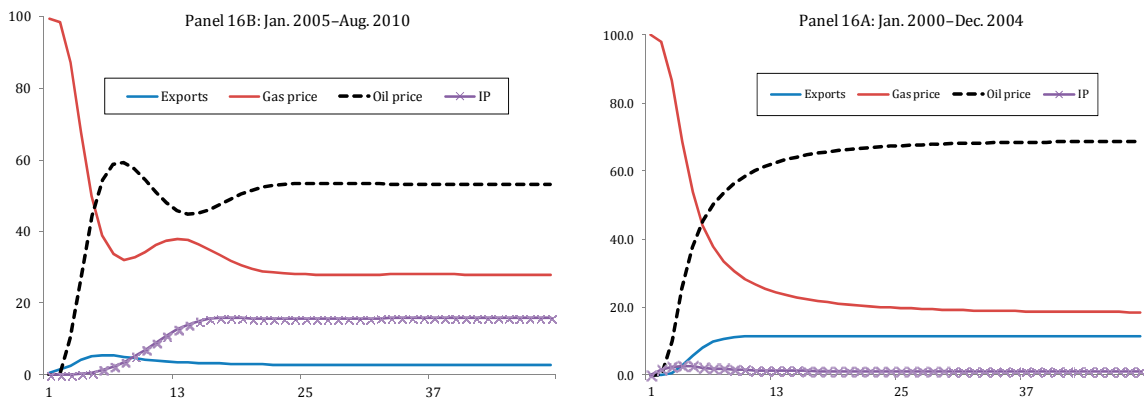 Panel 16B: Jan. 2005–Aug. 2010
100
80
60
40
20
0
Exports Gas price Oil price IP
1 13 25 37
Panel 16A: Jan. 2000–Dec. 2004
100.0
80.0
60.0
40.0
20.0
0.0
Exports Gas price Oil price IP
1 13 25 37